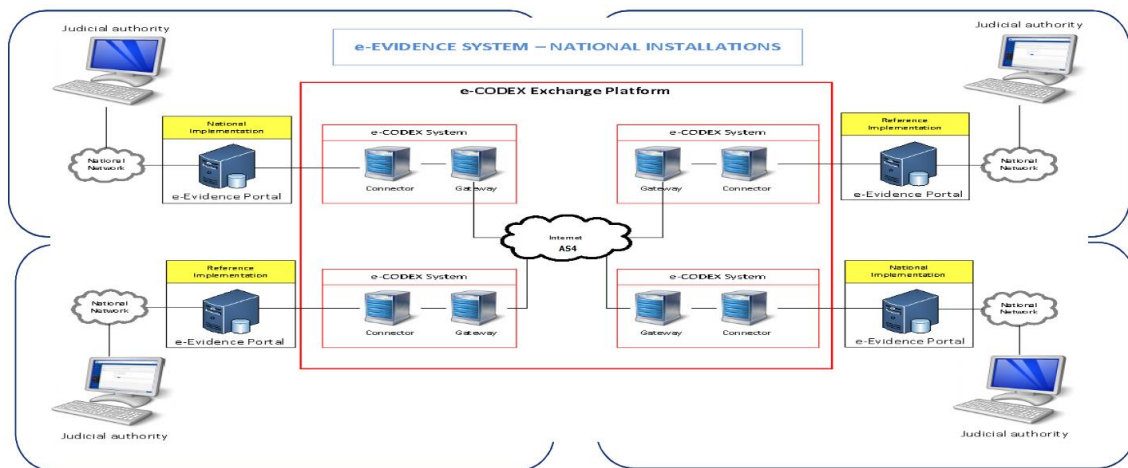 Judicial authority
e-EVIDENCE SYSTEM – NATIONAL INSTALLATIONS
Judicial authority
e-CODEX Exchange Platform
National
Implementation
e-CODEX System
e-CODEX System
Reference
Implementation
National
Network
Connector
Gateway
Gateway
Connector
National
Network
e-Evidence Portal
e-Evidence Portal
Internet
AS4
Reference
Implementation
e-CODEX System
e-CODEX System
National
Implementation
National
Network
Connector
Gateway
Gateway
Connector
National
Network
e-Evidence Portal
e-Evidence Portal
Judicial authority
Judicial authority